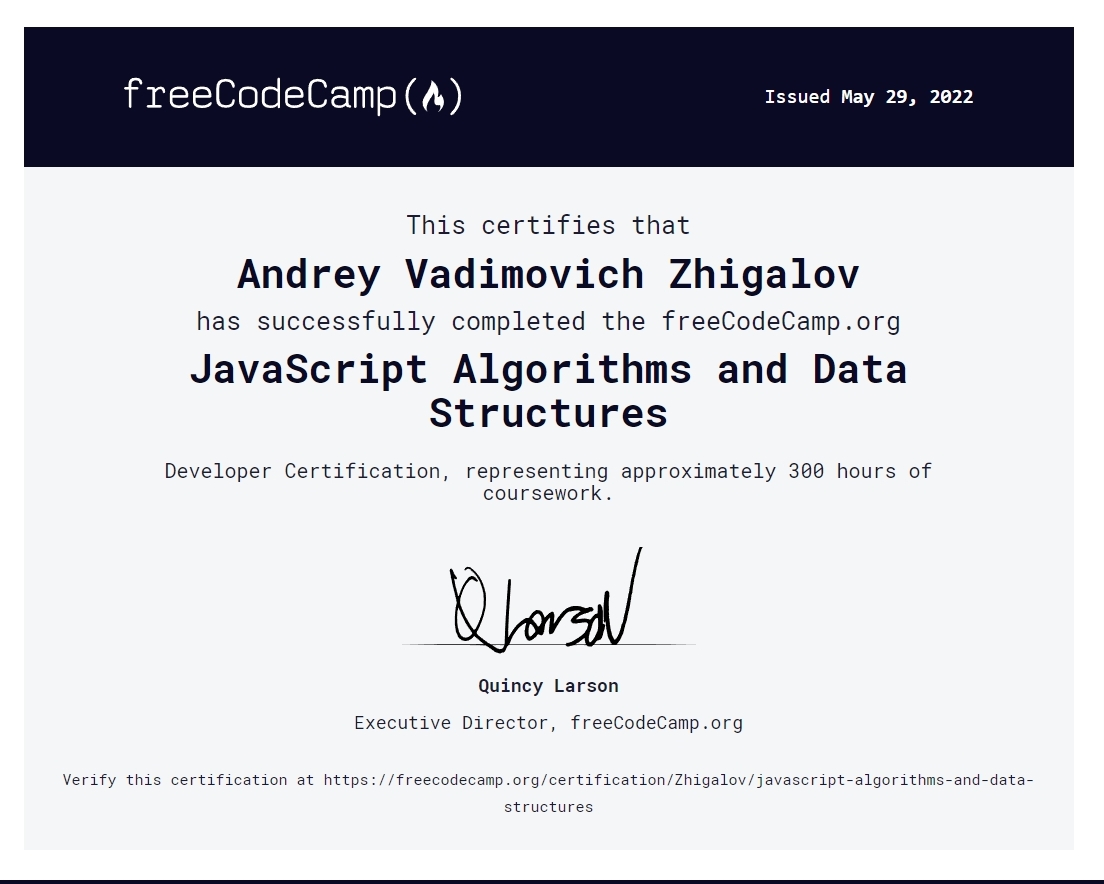 freeCodeCamp(🔥)
Issued May 29, 2022
This certifies that
Andrey Vadimovich Zhigalov
has successfully completed the freeCodeCamp.org
JavaScript Algorithms and Data
Structures
Developer Certification, representing approximately 300 hours of
coursework.
Q Larson
Quincy Larson
Executive Director, freeCodeCamp.org
Verify this certification at https://freecodecamp.org/certification/Zhigalov/javascript-algorithms-and-data-
structures